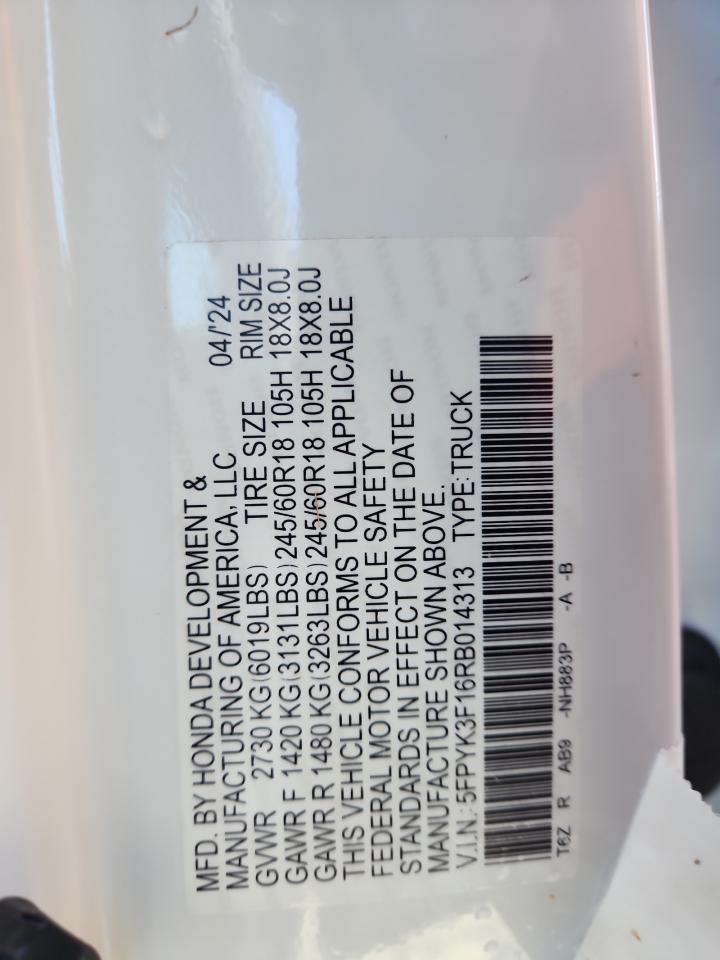 MFD. BY HONDA DEVELOPMENT &
MANUFACTURING OF AMERICA, LLC 04/'24
GVWR 2730 KG(6019LBS) TIRE SIZE RIM SIZE
GAWR F 1420 KG(3131LBS)245/60R18 105H 18X8.0J
GAWR R 1480 KG(3263LBS)245/60R18 105H 18X8.0J
THIS VEHICLE CONFORMS TO ALL APPLICABLE
FEDERAL MOTOR VEHICLE SAFETY
STANDARDS IN EFFECT ON THE DATE OF
MANUFACTURE SHOWN ABOVE.
V.I.N.:5FPYK3F16RB014313 TYPE:TRUCK
T6Z R AB9 -NH883P -A -B